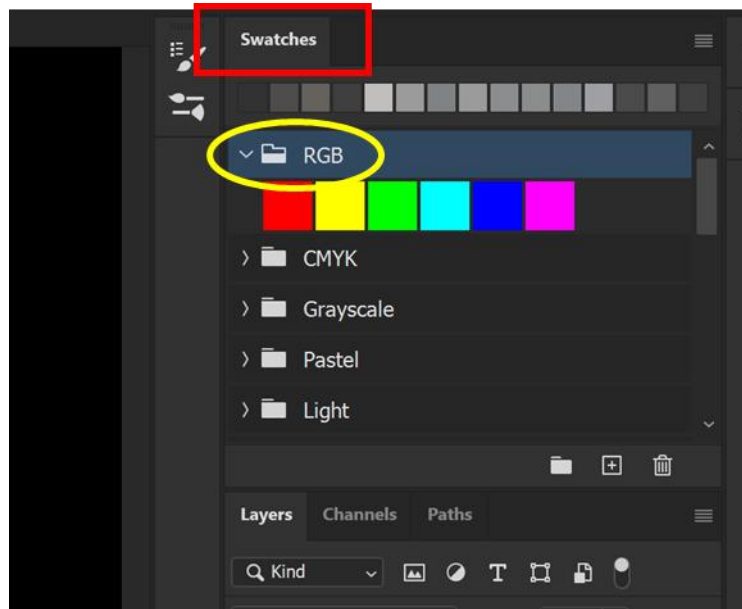 Swatches
RGB
CMYK
Grayscale
Pastel
Light
Layers Channels Paths
Kind